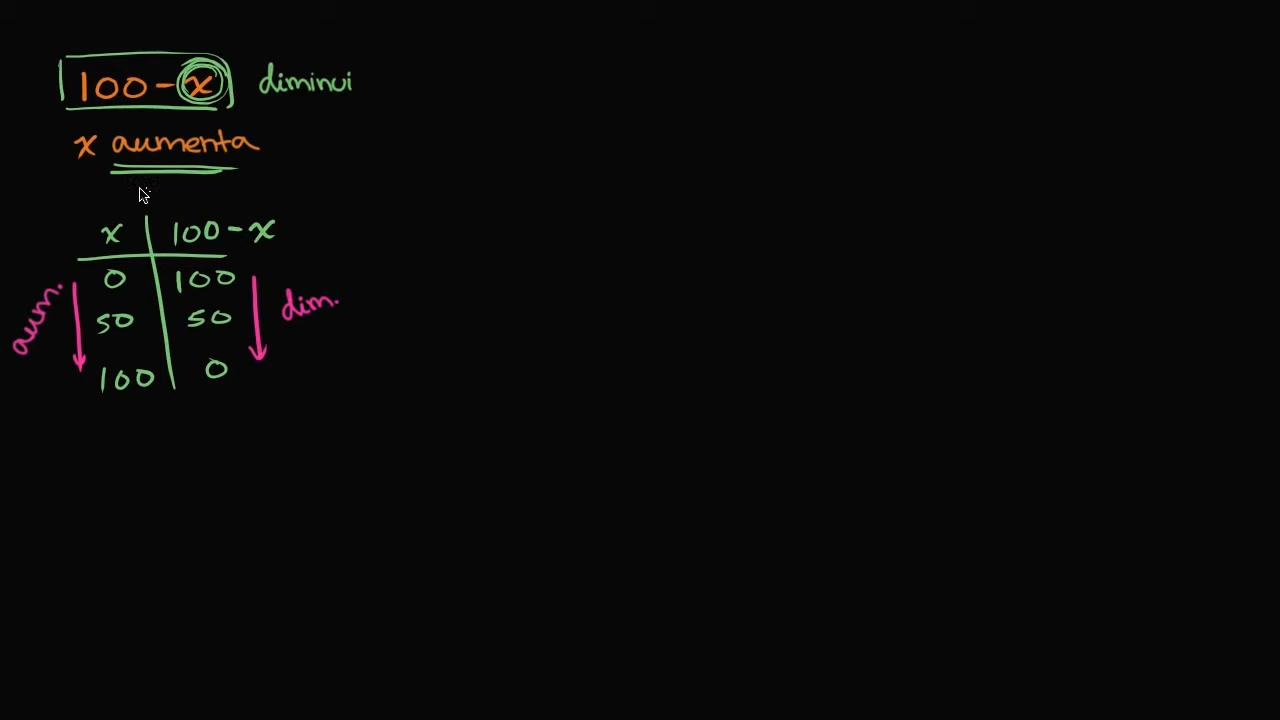 100 - x diminui
x aumenta
x 100 - x
0 100
aum. 50 50 dim.
100 0